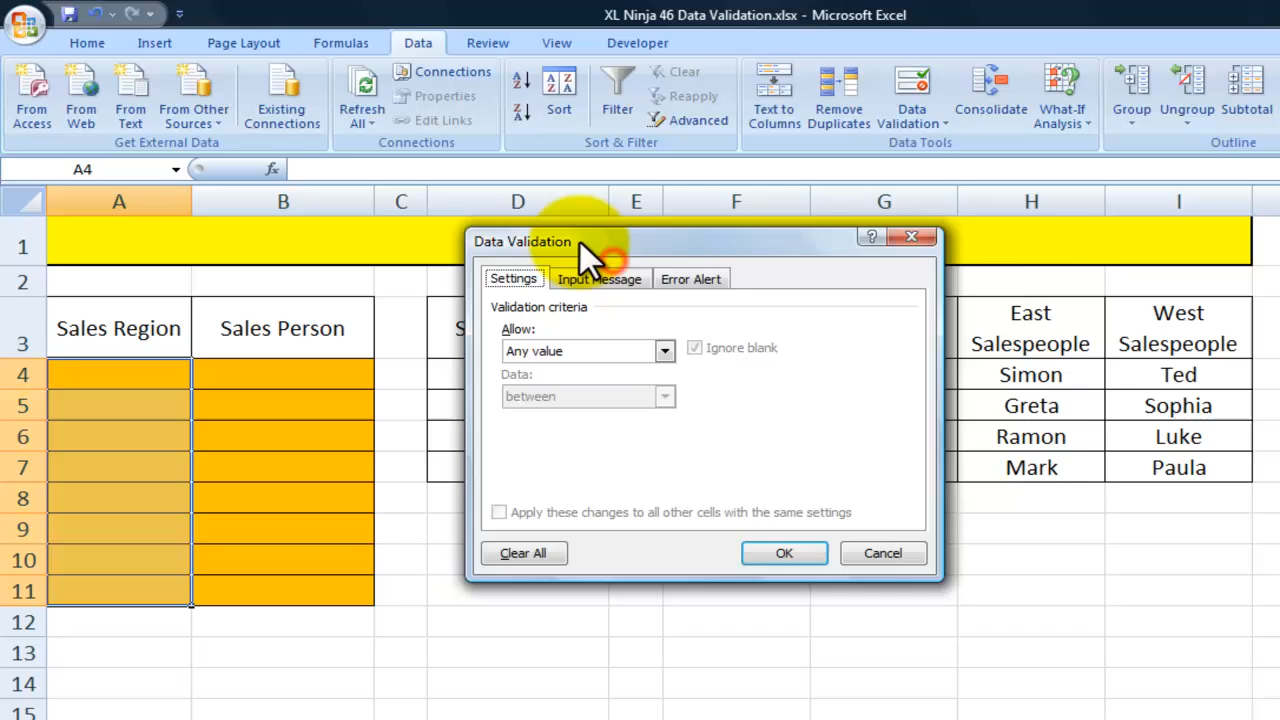 XL Ninja 46 Data Validation.xlsx - Microsoft Excel
Home Insert Page Layout Formulas Data Review View Developer
From Access
From Web
From Text
From Other Sources
Existing Connections
Get External Data
Refresh All
Connections
Properties
Edit Links
Connections
Sort
Filter
Clear
Reapply
Advanced
Sort & Filter
Text to Columns
Remove Duplicates
Data Validation
Consolidate
What-If Analysis
Data Tools
Group
Ungroup
Subtotal
Outline
A4 fx
A B C D E F G H I
1
2
3 Sales Region Sales Person S East Salespeople West Salespeople
4 Simon Ted
5 Greta Sophia
6 Ramon Luke
7 Mark Paula
8
9
10
11
12
13
14
15
Data Validation
Settings Input Message Error Alert
Validation criteria
Allow:
Any value Ignore blank
Data:
between
Apply these changes to all other cells with the same settings
Clear All OK Cancel